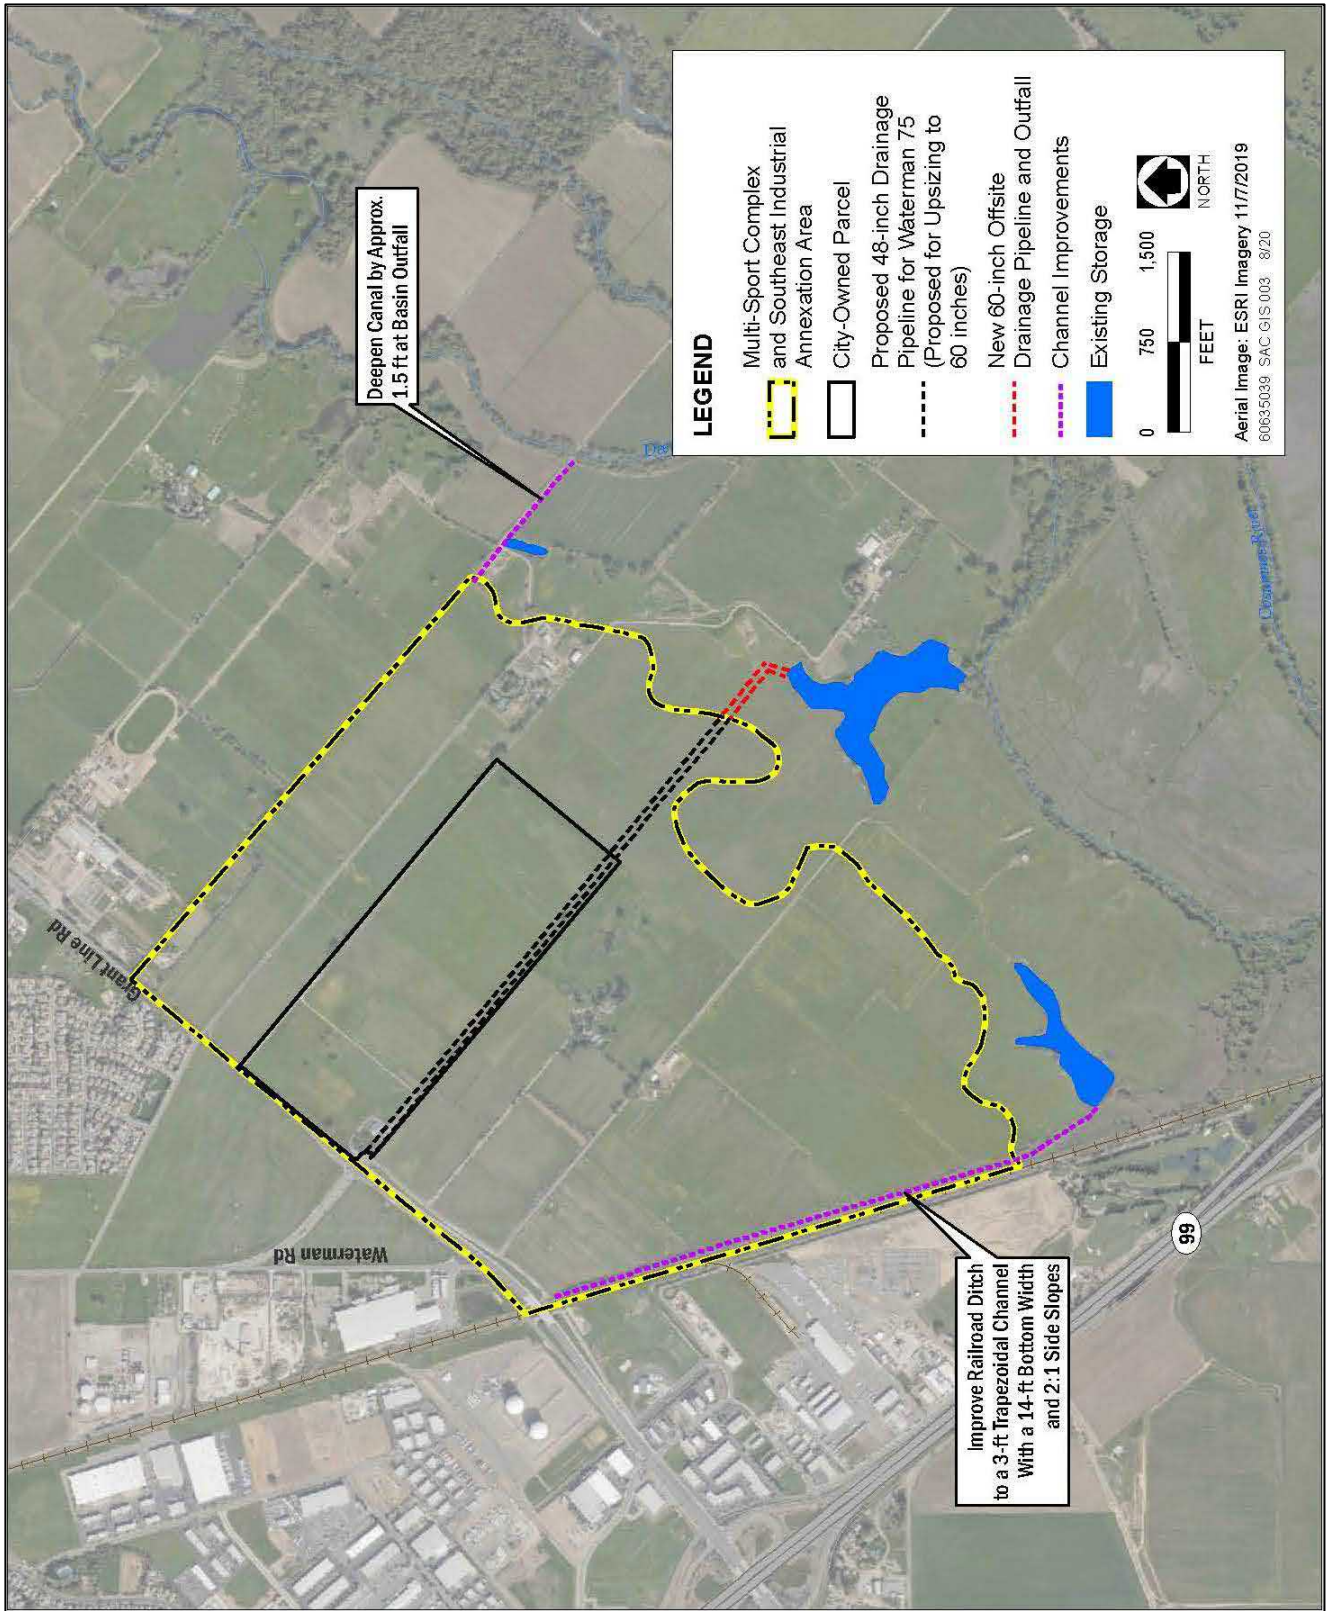 Grant Line Rd
Waterman Rd
99
Deepen Canal by Approx.
1.5 ft at Basin Outfall
Improve Railroad Ditch
to a 3-ft Trapezoidal Channel
With a 14-ft Bottom Width
and 2:1 Side Slopes
Cosumnes River
LEGEND
Multi-Sport Complex
and Southeast Industrial
Annexation Area
City-Owned Parcel
Proposed 48-inch Drainage
Pipeline for Waterman 75
(Proposed for Upsizing to
60 inches)
New 60-inch Offsite
Drainage Pipeline and Outfall
Channel Improvements
Existing Storage
0 750 1,500
FEET
NORTH
Aerial Image: ESRI Imagery 11/7/2019
60635039 SAC GIS 003 8/20